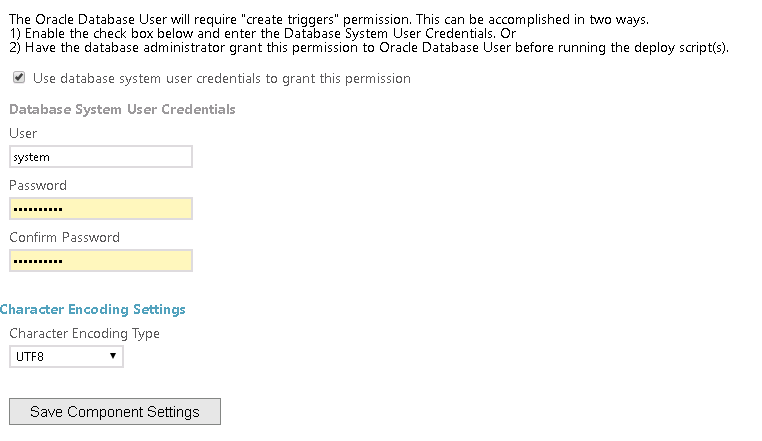 The Oracle Database User will require "create triggers" permission. This can be accomplished in two ways.
1) Enable the check box below and enter the Database System User Credentials. Or
2) Have the database administrator grant this permission to Oracle Database User before running the deploy script(s).
Use database system user credentials to grant this permission
Database System User Credentials
User
system
Password
••••••••••
Confirm Password
••••••••••
Character Encoding Settings
Character Encoding Type
UTF8
Save Component Settings